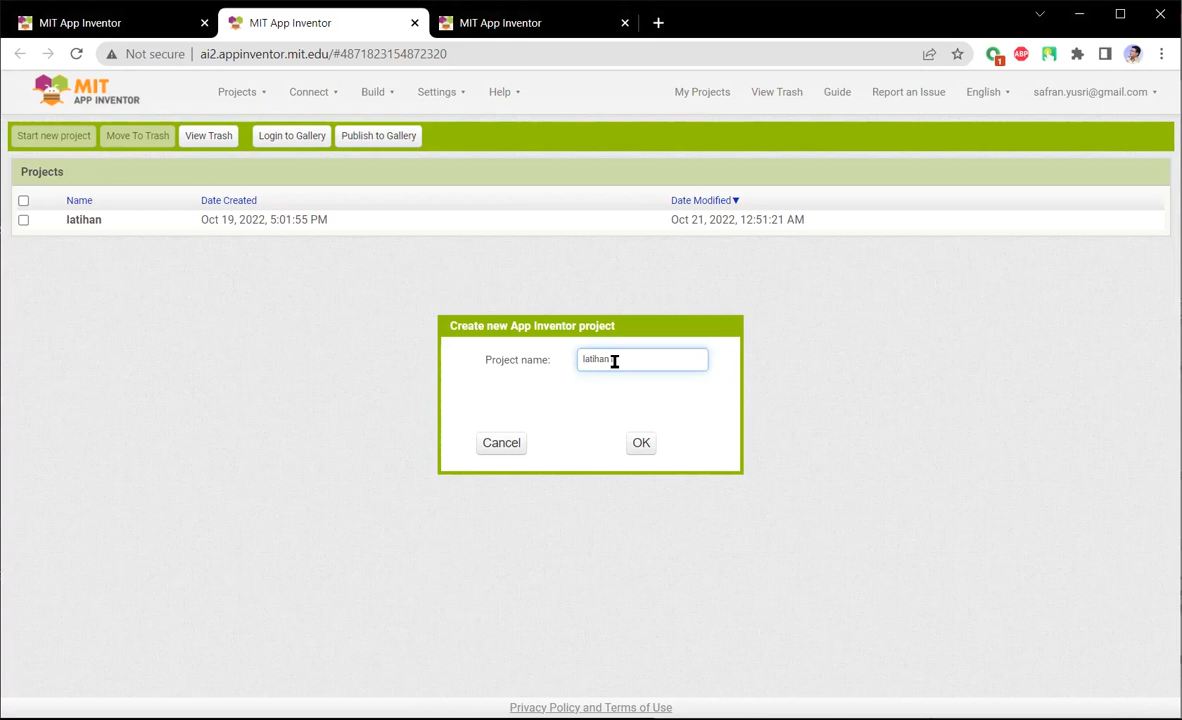 MIT App Inventor MIT App Inventor MIT App Inventor
Not secure ai2.appinventor.mit.edu/#4871823154872320 1 ABP
MIT
APP INVENTOR
Projects Connect Build Settings Help My Projects View Trash Guide Report an Issue English safran.yusri@gmail.com
Start new project Move To Trash View Trash Login to Gallery Publish to Gallery
Projects
Name Date Created Date Modified▼
latihan Oct 19, 2022, 5:01:55 PM Oct 21, 2022, 12:51:21 AM
Create new App Inventor project
Project name: latihan
Cancel OK
Privacy Policy and Terms of Use